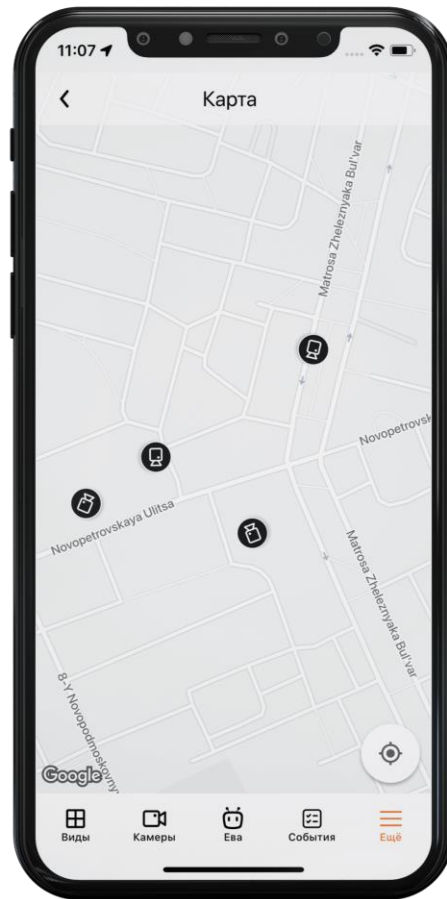 11:07
Карта
Matrosa Zheleznyaka Bul'var
Novopetrovsk
Novopetrovskaya Ulitsa
Matrosa Zheleznyaka Bul'var
8-Y Novopodmoskovny
Google
Виды
Камеры
Ева
События
Ещё